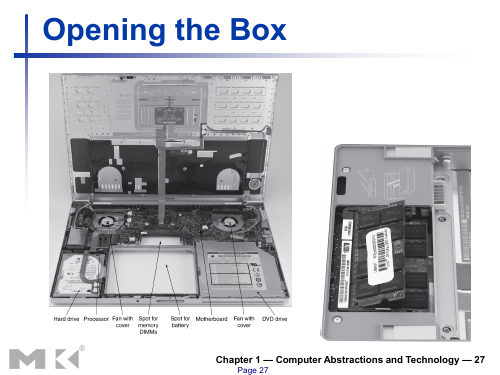 Opening the Box
Hard drive Processor Fan with cover Spot for memory DIMMs Spot for battery Motherboard Fan with cover DVD drive
MK®
Chapter 1 — Computer Abstractions and Technology — 27
Page 27